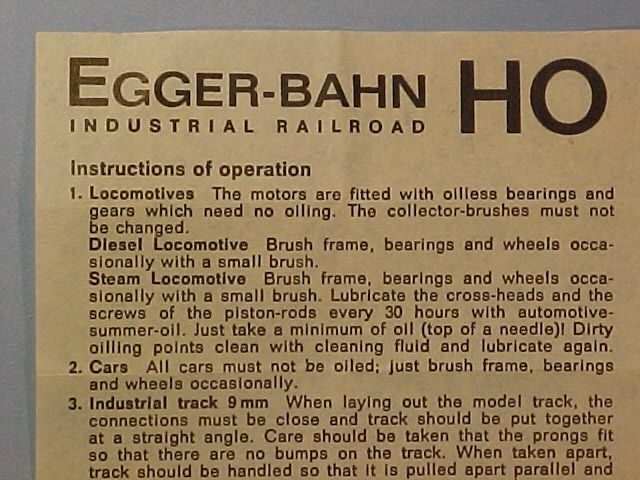 EGGER-BAHN HO
INDUSTRIAL RAILROAD
Instructions of operation
1. Locomotives The motors are fitted with oilless bearings and
gears which need no oiling. The collector-brushes must not
be changed.
Diesel Locomotive Brush frame, bearings and wheels occa-
sionally with a small brush.
Steam Locomotive Brush frame, bearings and wheels occa-
sionally with a small brush. Lubricate the cross-heads and the
screws of the piston-rods every 30 hours with automotive-
summer-oil. Just take a minimum of oil (top of a needle)! Dirty
oilling points clean with cleaning fluid and lubricate again.
2. Cars All cars must not be oiled; just brush frame, bearings
and wheels occasionally.
3. Industrial track 9 mm When laying out the model track, the
connections must be close and track should be put together
at a straight angle. Care should be taken that the prongs fit
so that there are no bumps on the track. When taken apart,
track should be handled so that it is pulled apart parallel and